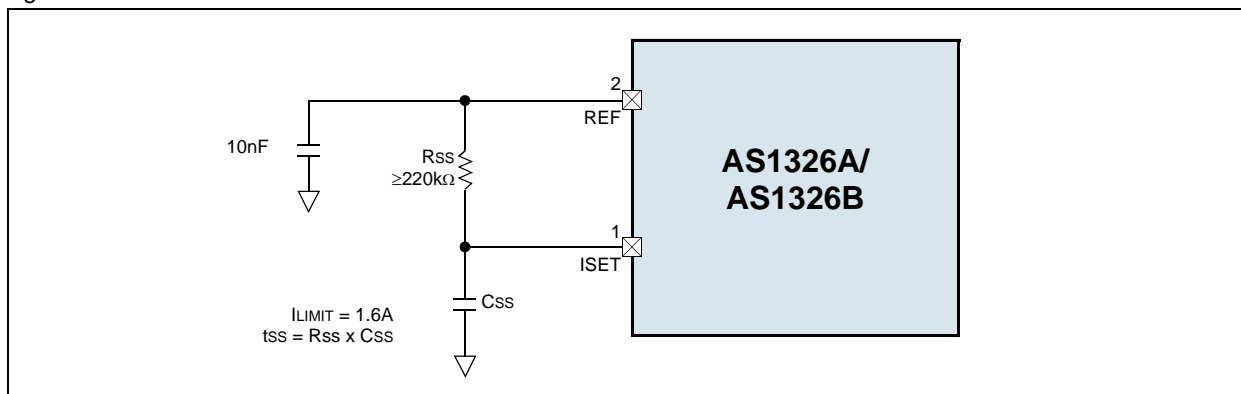 2
REF
10nF
RSS
≥220kΩ
AS1326A/
AS1326B
1
ISET
CSS
ILIMIT = 1.6A
tSS = RSS x CSS